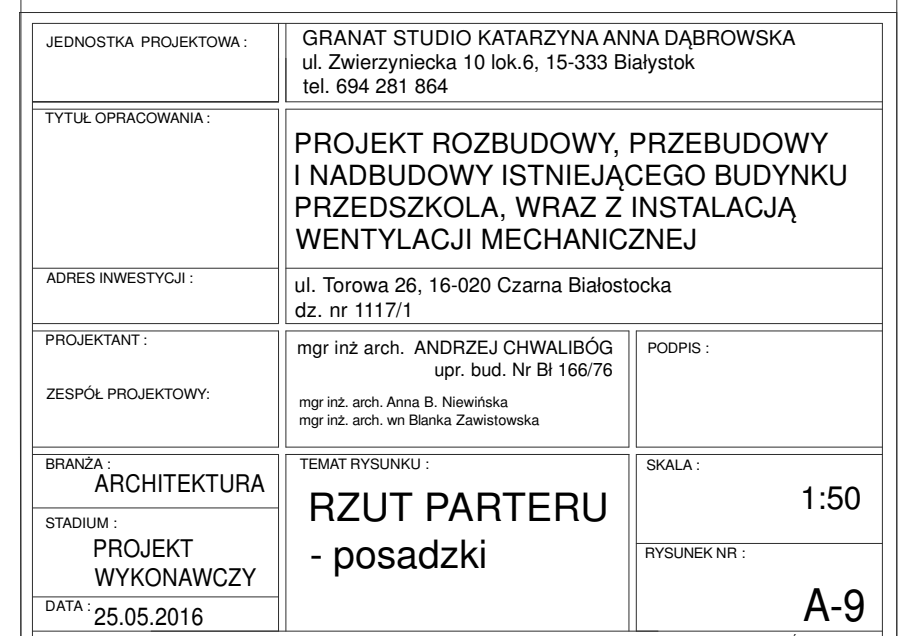 JEDNOSTKA PROJEKTOWA :
GRANAT STUDIO KATARZYNA ANNA DĄBROWSKA
ul. Zwierzyniecka 10 lok.6, 15-333 Białystok
tel. 694 281 864
TYTUŁ OPRACOWANIA :
PROJEKT ROZBUDOWY, PRZEBUDOWY
I NADBUDOWY ISTNIEJĄCEGO BUDYNKU
PRZEDSZKOLA, WRAZ Z INSTALACJĄ
WENTYLACJI MECHANICZNEJ
ADRES INWESTYCJI :
ul. Torowa 26, 16-020 Czarna Białostocka
dz. nr 1117/1
PROJEKTANT :
mgr inż arch. ANDRZEJ CHWALIBÓG
upr. bud. Nr Bł 166/76
ZESPÓŁ PROJEKTOWY:
mgr inż. arch. Anna B. Niewińska
mgr inż. arch. wn Blanka Zawistowska
PODPIS :
BRANŻA :
ARCHITEKTURA
STADIUM :
PROJEKT
WYKONAWCZY
DATA :
25.05.2016
TEMAT RYSUNKU :
RZUT PARTERU
- posadzki
SKALA :
1:50
RYSUNEK NR :
A-9